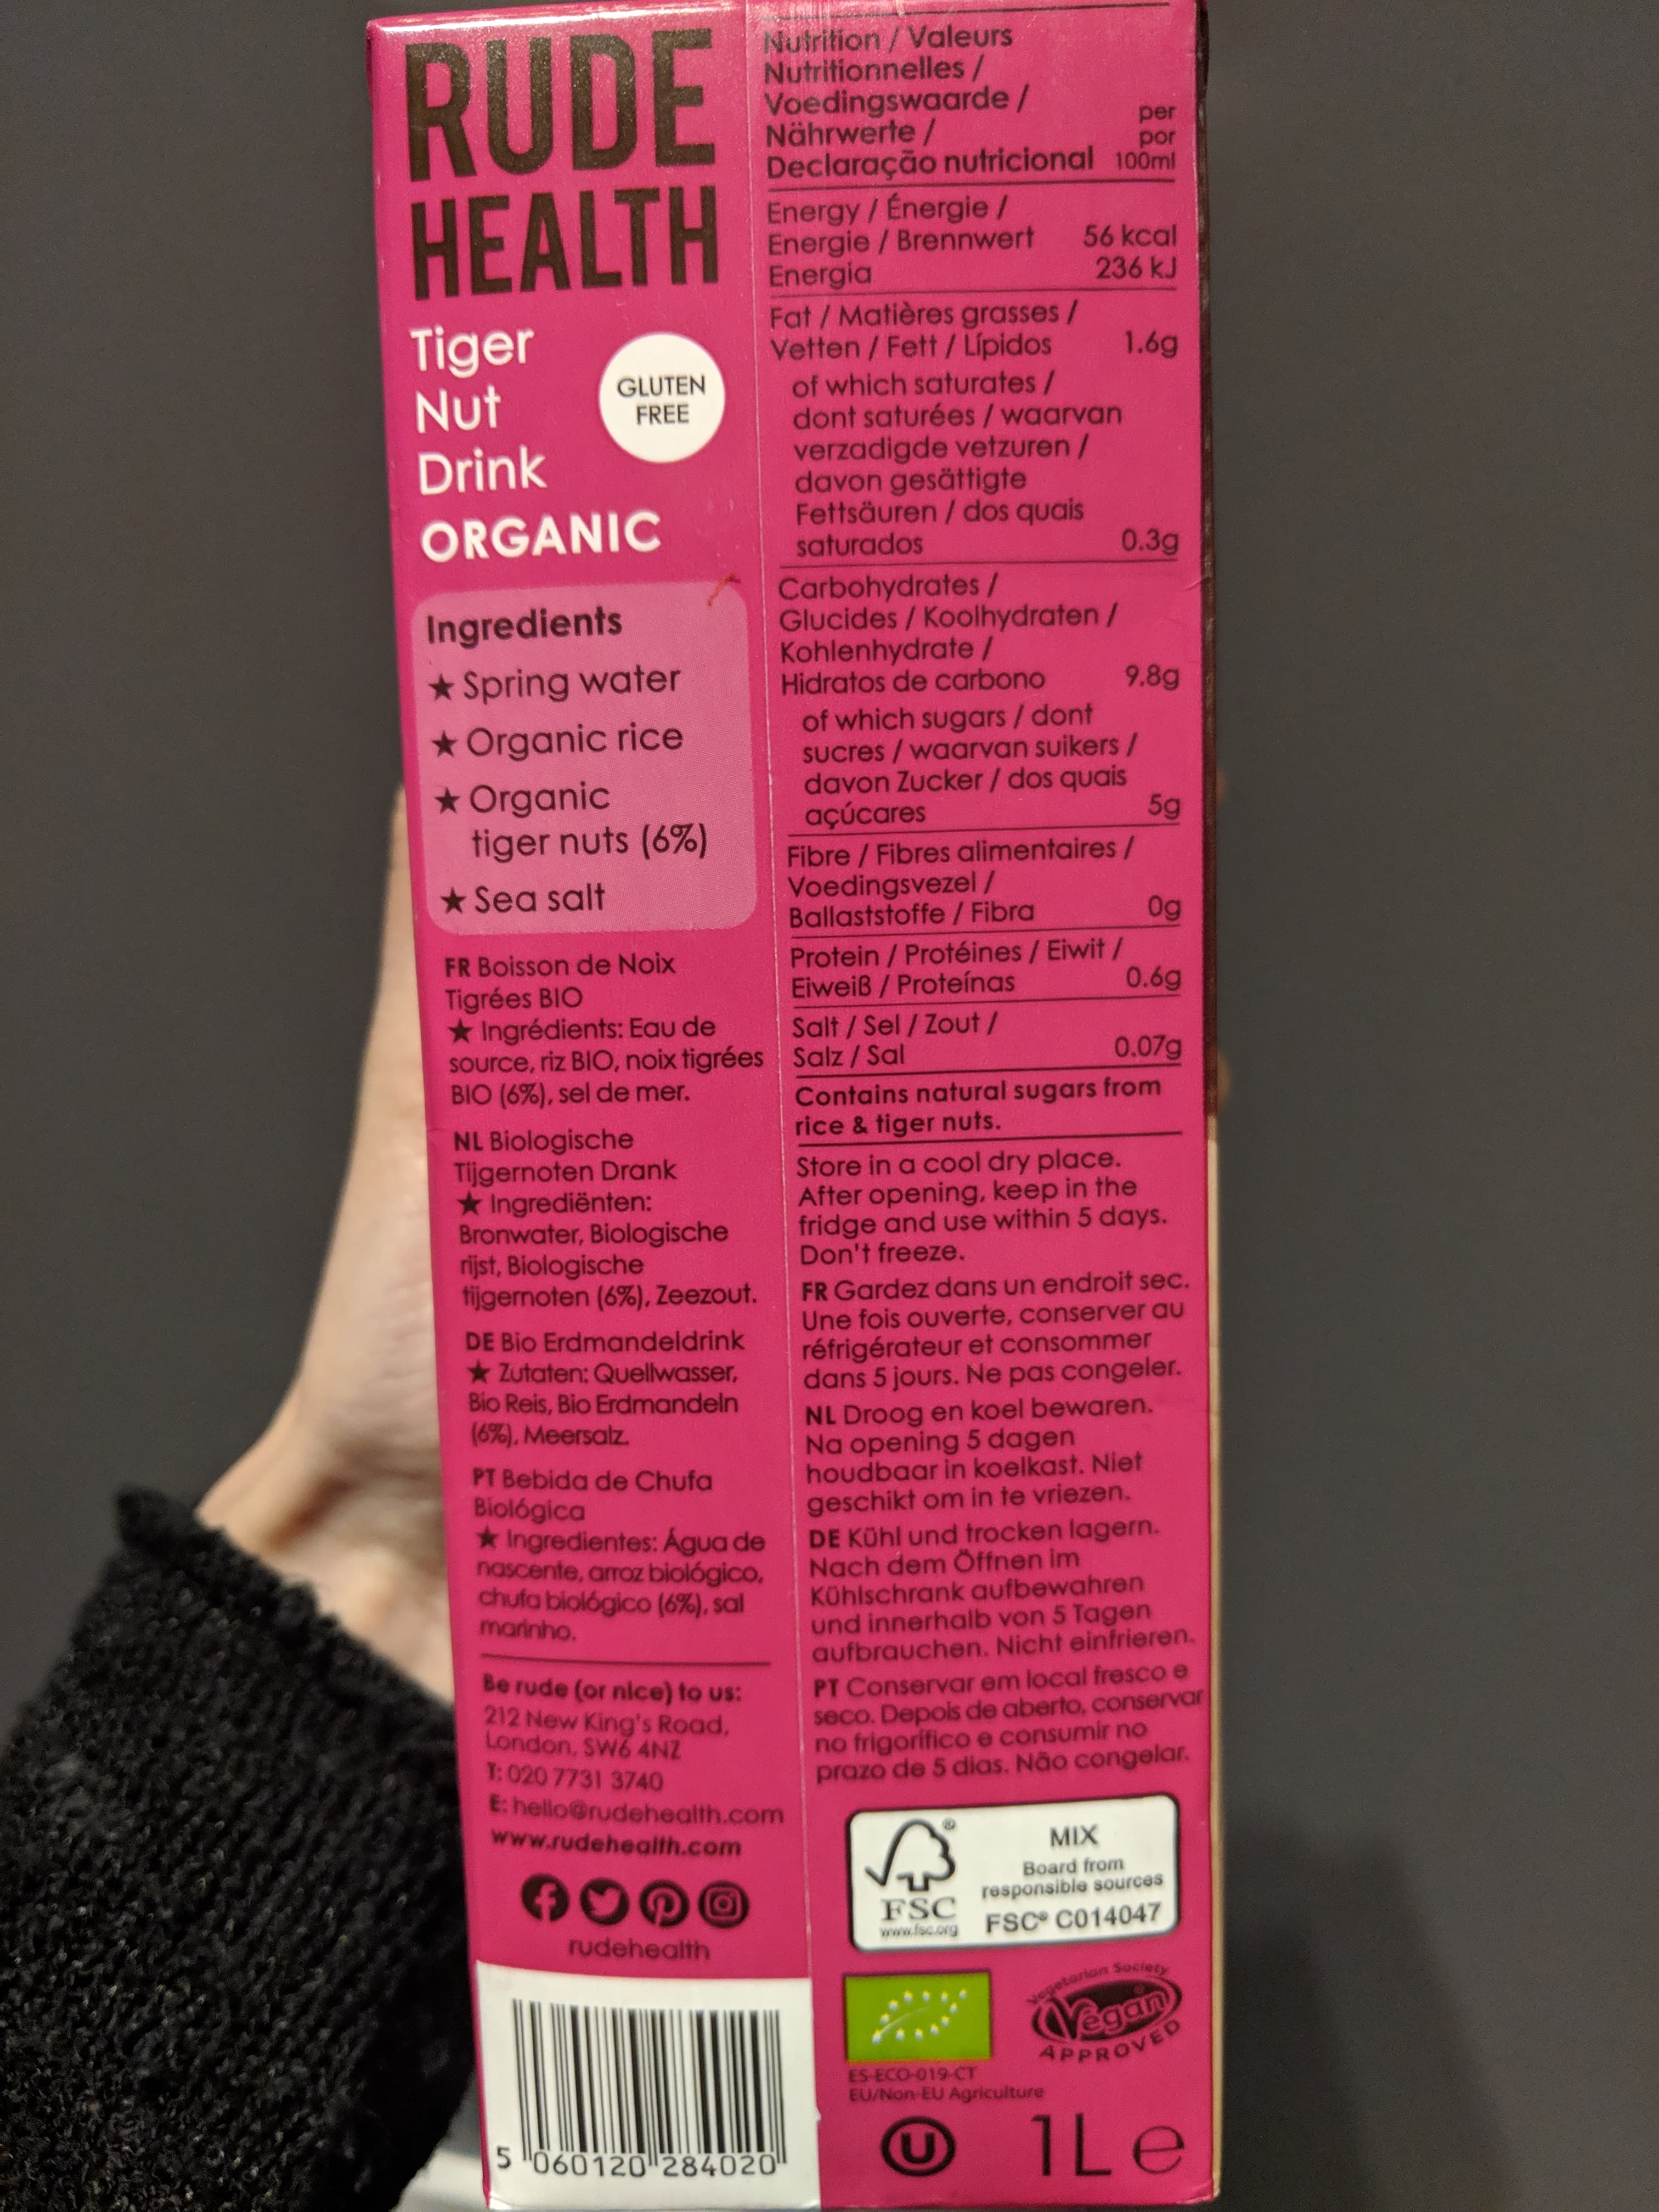 RUDE
HEALTH
Tiger
Nut
Drink
ORGANIC
GLUTEN
FREE
Ingredients
★ Spring water
★ Organic rice
★ Organic
tiger nuts (6%)
★ Sea salt
FR Boisson de Noix
Tigrées BIO
★ Ingrédients: Eau de
source, riz BIO, noix tigrées
BIO (6%), sel de mer.
NL Biologische
Tijgernoten Drank
★ Ingrediënten:
Bronwater, Biologische
rijst, Biologische
tijgernoten (6%), Zeezout.
DE Bio Erdmandeldrink
★ Zutaten: Quellwasser,
Bio Reis, Bio Erdmandeln
(6%), Meersalz.
PT Bebida de Chufa
Biológica
★ Ingredientes: Água de
nascente, arroz biológico,
chufa biológico (6%), sal
marinho.
Be rude (or nice) to us:
212 New King's Road,
London, SW6 4NZ
T: 020 7731 3740
E: hello@rudehealth.com
www.rudehealth.com
rudehealth
5 060120 284020
Nutrition / Valeurs
Nutritionnelles /
Voedingswaarde /
Nährwerte /
Declaração nutricional
per
por
100ml
Energy / Énergie /
Energie / Brennwert 56 kcal
Energia 236 kJ
Fat / Matières grasses /
Vetten / Fett / Lípidos 1.6g
of which saturates /
dont saturées / waarvan
verzadigde vetzuren /
davon gesättigte
Fettsäuren / dos quais
saturados 0.3g
Carbohydrates /
Glucides / Koolhydraten /
Kohlenhydrate /
Hidratos de carbono 9.8g
of which sugars / dont
sucres / waarvan suikers /
davon Zucker / dos quais
açúcares 5g
Fibre / Fibres alimentaires /
Voedingsvezel /
Ballaststoffe / Fibra 0g
Protein / Protéines / Eiwit /
Eiweiß / Proteínas 0.6g
Salt / Sel / Zout /
Salz / Sal 0.07g
Contains natural sugars from
rice & tiger nuts.
Store in a cool dry place.
After opening, keep in the
fridge and use within 5 days.
Don't freeze.
FR Gardez dans un endroit sec.
Une fois ouverte, conserver au
réfrigérateur et consommer
dans 5 jours. Ne pas congeler.
NL Droog en koel bewaren.
Na opening 5 dagen
houdbaar in koelkast. Niet
geschikt om in te vriezen.
DE Kühl und trocken lagern.
Nach dem Öffnen im
Kühlschrank aufbewahren
und innerhalb von 5 Tagen
aufbrauchen. Nicht einfrieren.
PT Conservar em local fresco e
seco. Depois de aberto, conservar
no frigorífico e consumir no
prazo de 5 dias. Não congelar.
®
FSC
www.fsc.org
MIX
Board from
responsible sources
FSC® C014047
ES-ECO-019-CT
EU/Non-EU Agriculture
Vegetarian Society
Vegan
APPROVED
U
1L e